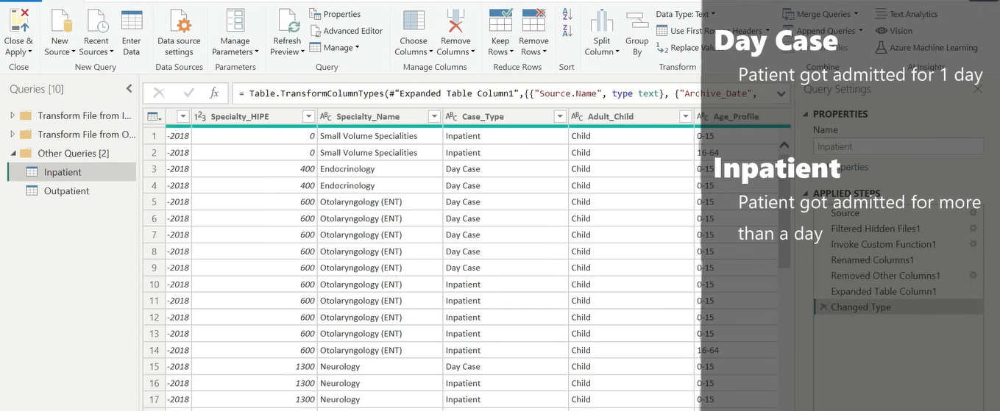 Close & Apply
New Source
Recent Sources
Enter Data
Data source settings
Manage Parameters
Refresh Preview
Properties
Advanced Editor
Manage
Choose Columns
Remove Columns
Keep Rows
Remove Rows
Split Column
Group By
Data Type: Text
Use First Ro Headers
Replace Val
Merge Queries
Append Queries
Text Analytics
Vision
Azure Machine Learning
Close
New Query
Data Sources
Parameters
Query
Manage Columns
Reduce Rows
Sort
Transform
Combine
AI Insights
Day Case
Patient got admitted for 1 day
Inpatient
Patient got admitted for more
than a day
Queries [10]
Transform File from I...
Transform File from O...
Other Queries [2]
Inpatient
Outpatient
fx
= Table.TransformColumnTypes(#"Expanded Table Column1",{{"Source.Name", type text}, {"Archive_Date",
123 Specialty_HIPE ABC Specialty_Name ABC Case_Type ABC Adult_Child ABC Age_Profile
1 -2018 0 Small Volume Specialities Inpatient Child 0-15
2 -2018 0 Small Volume Specialities Inpatient Child 16-64
3 -2018 400 Endocrinology Day Case Child 0-15
4 -2018 400 Endocrinology Day Case Child 0-15
5 -2018 600 Otolaryngology (ENT) Day Case Child 0-15
6 -2018 600 Otolaryngology (ENT) Day Case Child 0-15
7 -2018 600 Otolaryngology (ENT) Day Case Child 0-15
8 -2018 600 Otolaryngology (ENT) Day Case Child 0-15
9 -2018 600 Otolaryngology (ENT) Day Case Child 0-15
10 -2018 600 Otolaryngology (ENT) Inpatient Child 0-15
11 -2018 600 Otolaryngology (ENT) Inpatient Child 0-15
12 -2018 600 Otolaryngology (ENT) Inpatient Child 0-15
13 -2018 600 Otolaryngology (ENT) Inpatient Child 0-15
14 -2018 600 Otolaryngology (ENT) Inpatient Child 16-64
15 -2018 1300 Neurology Day Case Child 0-15
16 -2018 1300 Neurology Inpatient Child 0-15
17 -2018 1300 Neurology Inpatient Child 0-15
Query Settings
PROPERTIES
Name
Inpatient
APPLIED STEPS
Source
Filtered Hidden Files1
Invoke Custom Function1
Renamed Columns1
Removed Other Columns1
Expanded Table Column1
Changed Type